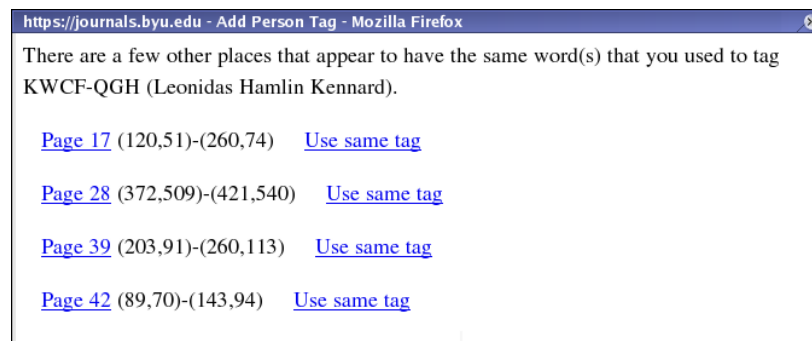 https://journals.byu.edu - Add Person Tag - Mozilla Firefox
There are a few other places that appear to have the same word(s) that you used to tag
KWCF-QGH (Leonidas Hamlin Kennard).
Page 17 (120,51)-(260,74) Use same tag
Page 28 (372,509)-(421,540) Use same tag
Page 39 (203,91)-(260,113) Use same tag
Page 42 (89,70)-(143,94) Use same tag